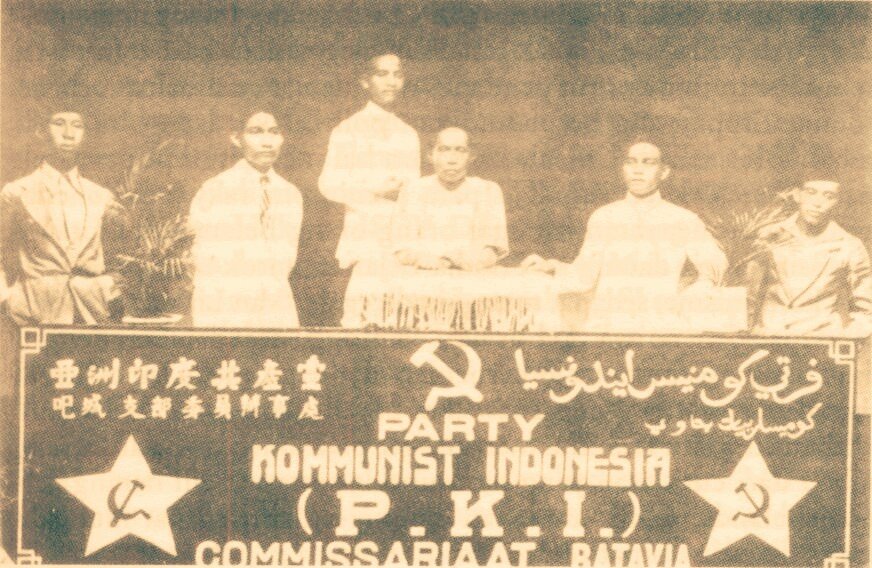 亞洲印度共產黨
吧城支部委員辦事處
فرتي كومنيس ايندونسيا
PARTY
KOMMUNIST INDONESIA
(P.K.I.)
COMMISSARIAAT BATAVIA